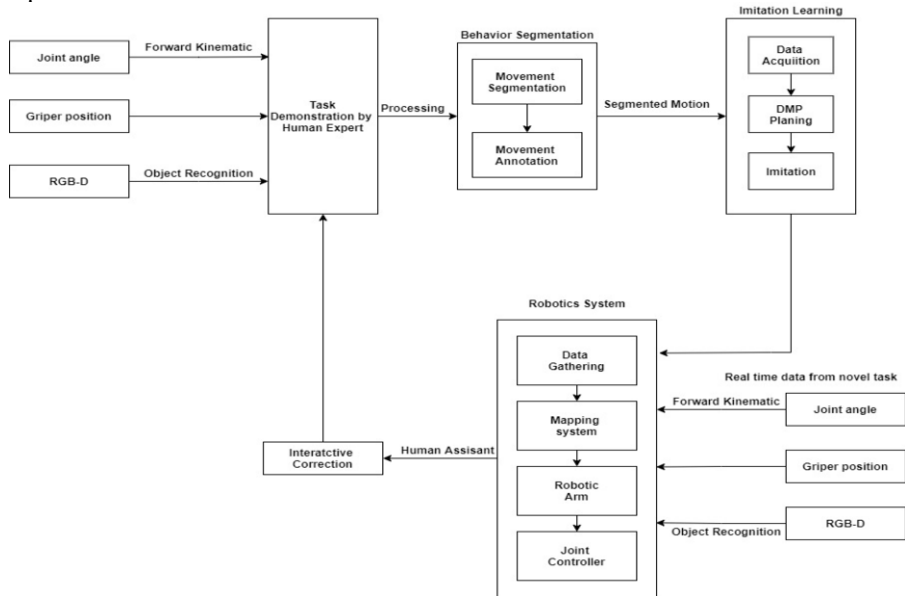 Joint angle
Forward Kinematic
Griper position
RGB-D
Object Recognition
Task
Demonstration by
Human Expert
Processing
Behavior Segmentation
Movement
Segmentation
Movement
Annotation
Segmented Motion
Imitation Learning
Data
Acquiition
DMP
Planing
Imitation
Robotics System
Data
Gathering
Mapping
system
Robotic
Arm
Joint
Controller
Real time data from novel task
Forward Kinematic
Joint angle
Griper position
Object Recognition
RGB-D
Human Assisant
Interatctive
Correction